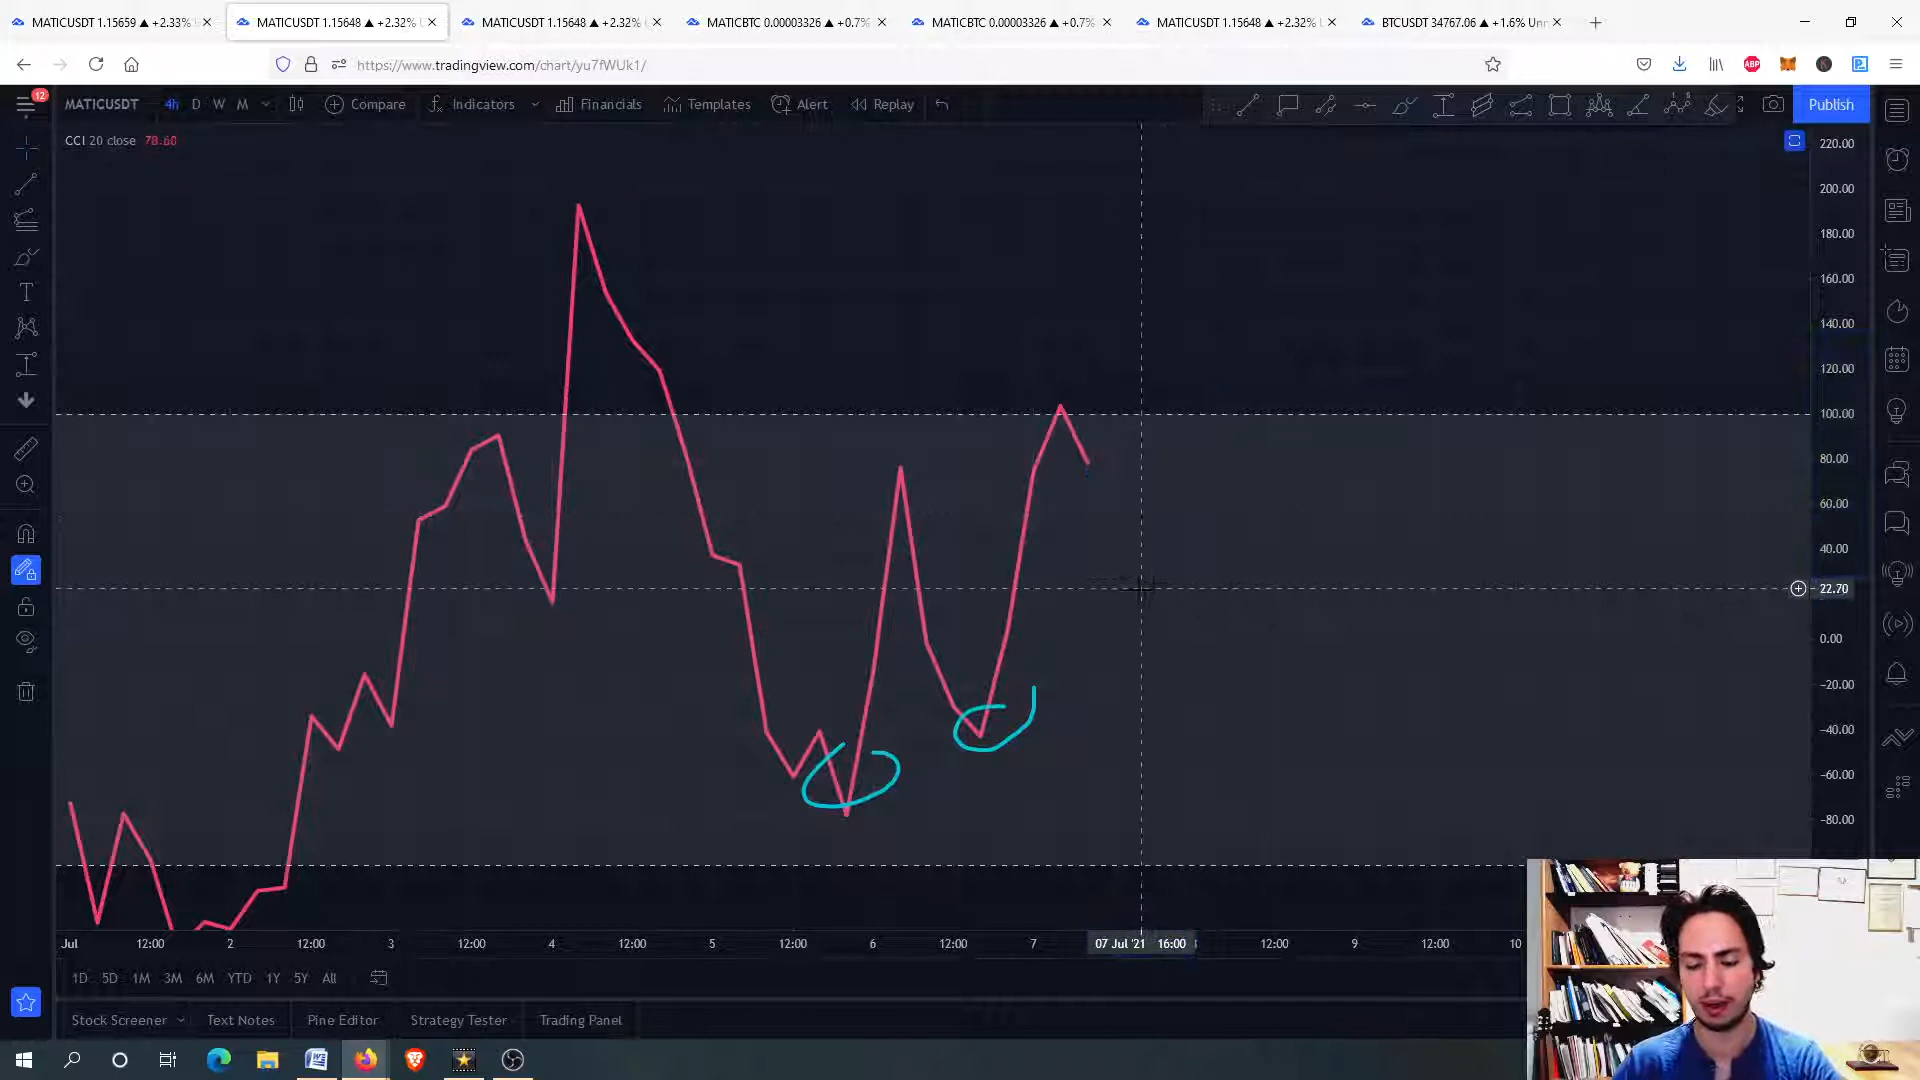 MATICUSDT 1.15659 ▲ +2.33%
MATICUSDT 1.15648 ▲ +2.32%
MATICUSDT 1.15648 ▲ +2.32%
MATICBTC 0.00003326 ▲ +0.7%
MATICBTC 0.00003326 ▲ +0.7%
MATICUSDT 1.15648 ▲ +2.32%
BTCUSDT 34767.06 ▲ +1.6% Unn
https://www.tradingview.com/chart/yu7fWUk1/
ABP
12
MATICUSDT
4h
D
W
M
Compare
Indicators
Financials
Templates
Alert
Replay
Publish
CCI 20 close 78.60
220.00
200.00
180.00
160.00
140.00
120.00
100.00
80.00
60.00
40.00
22.70
0.00
−20.00
−40.00
−60.00
−80.00
Jul
12:00
2
12:00
3
12:00
4
12:00
5
12:00
6
12:00
7
07 Jul '21 16:00
12:00
9
12:00
10
1D
5D
1M
3M
6M
YTD
1Y
5Y
All
Stock Screener
Text Notes
Pine Editor
Strategy Tester
Trading Panel